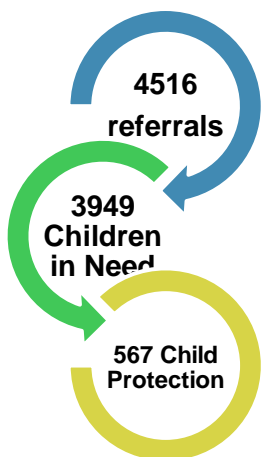 4516
referrals
3949
Children
in Need
567 Child
Protection